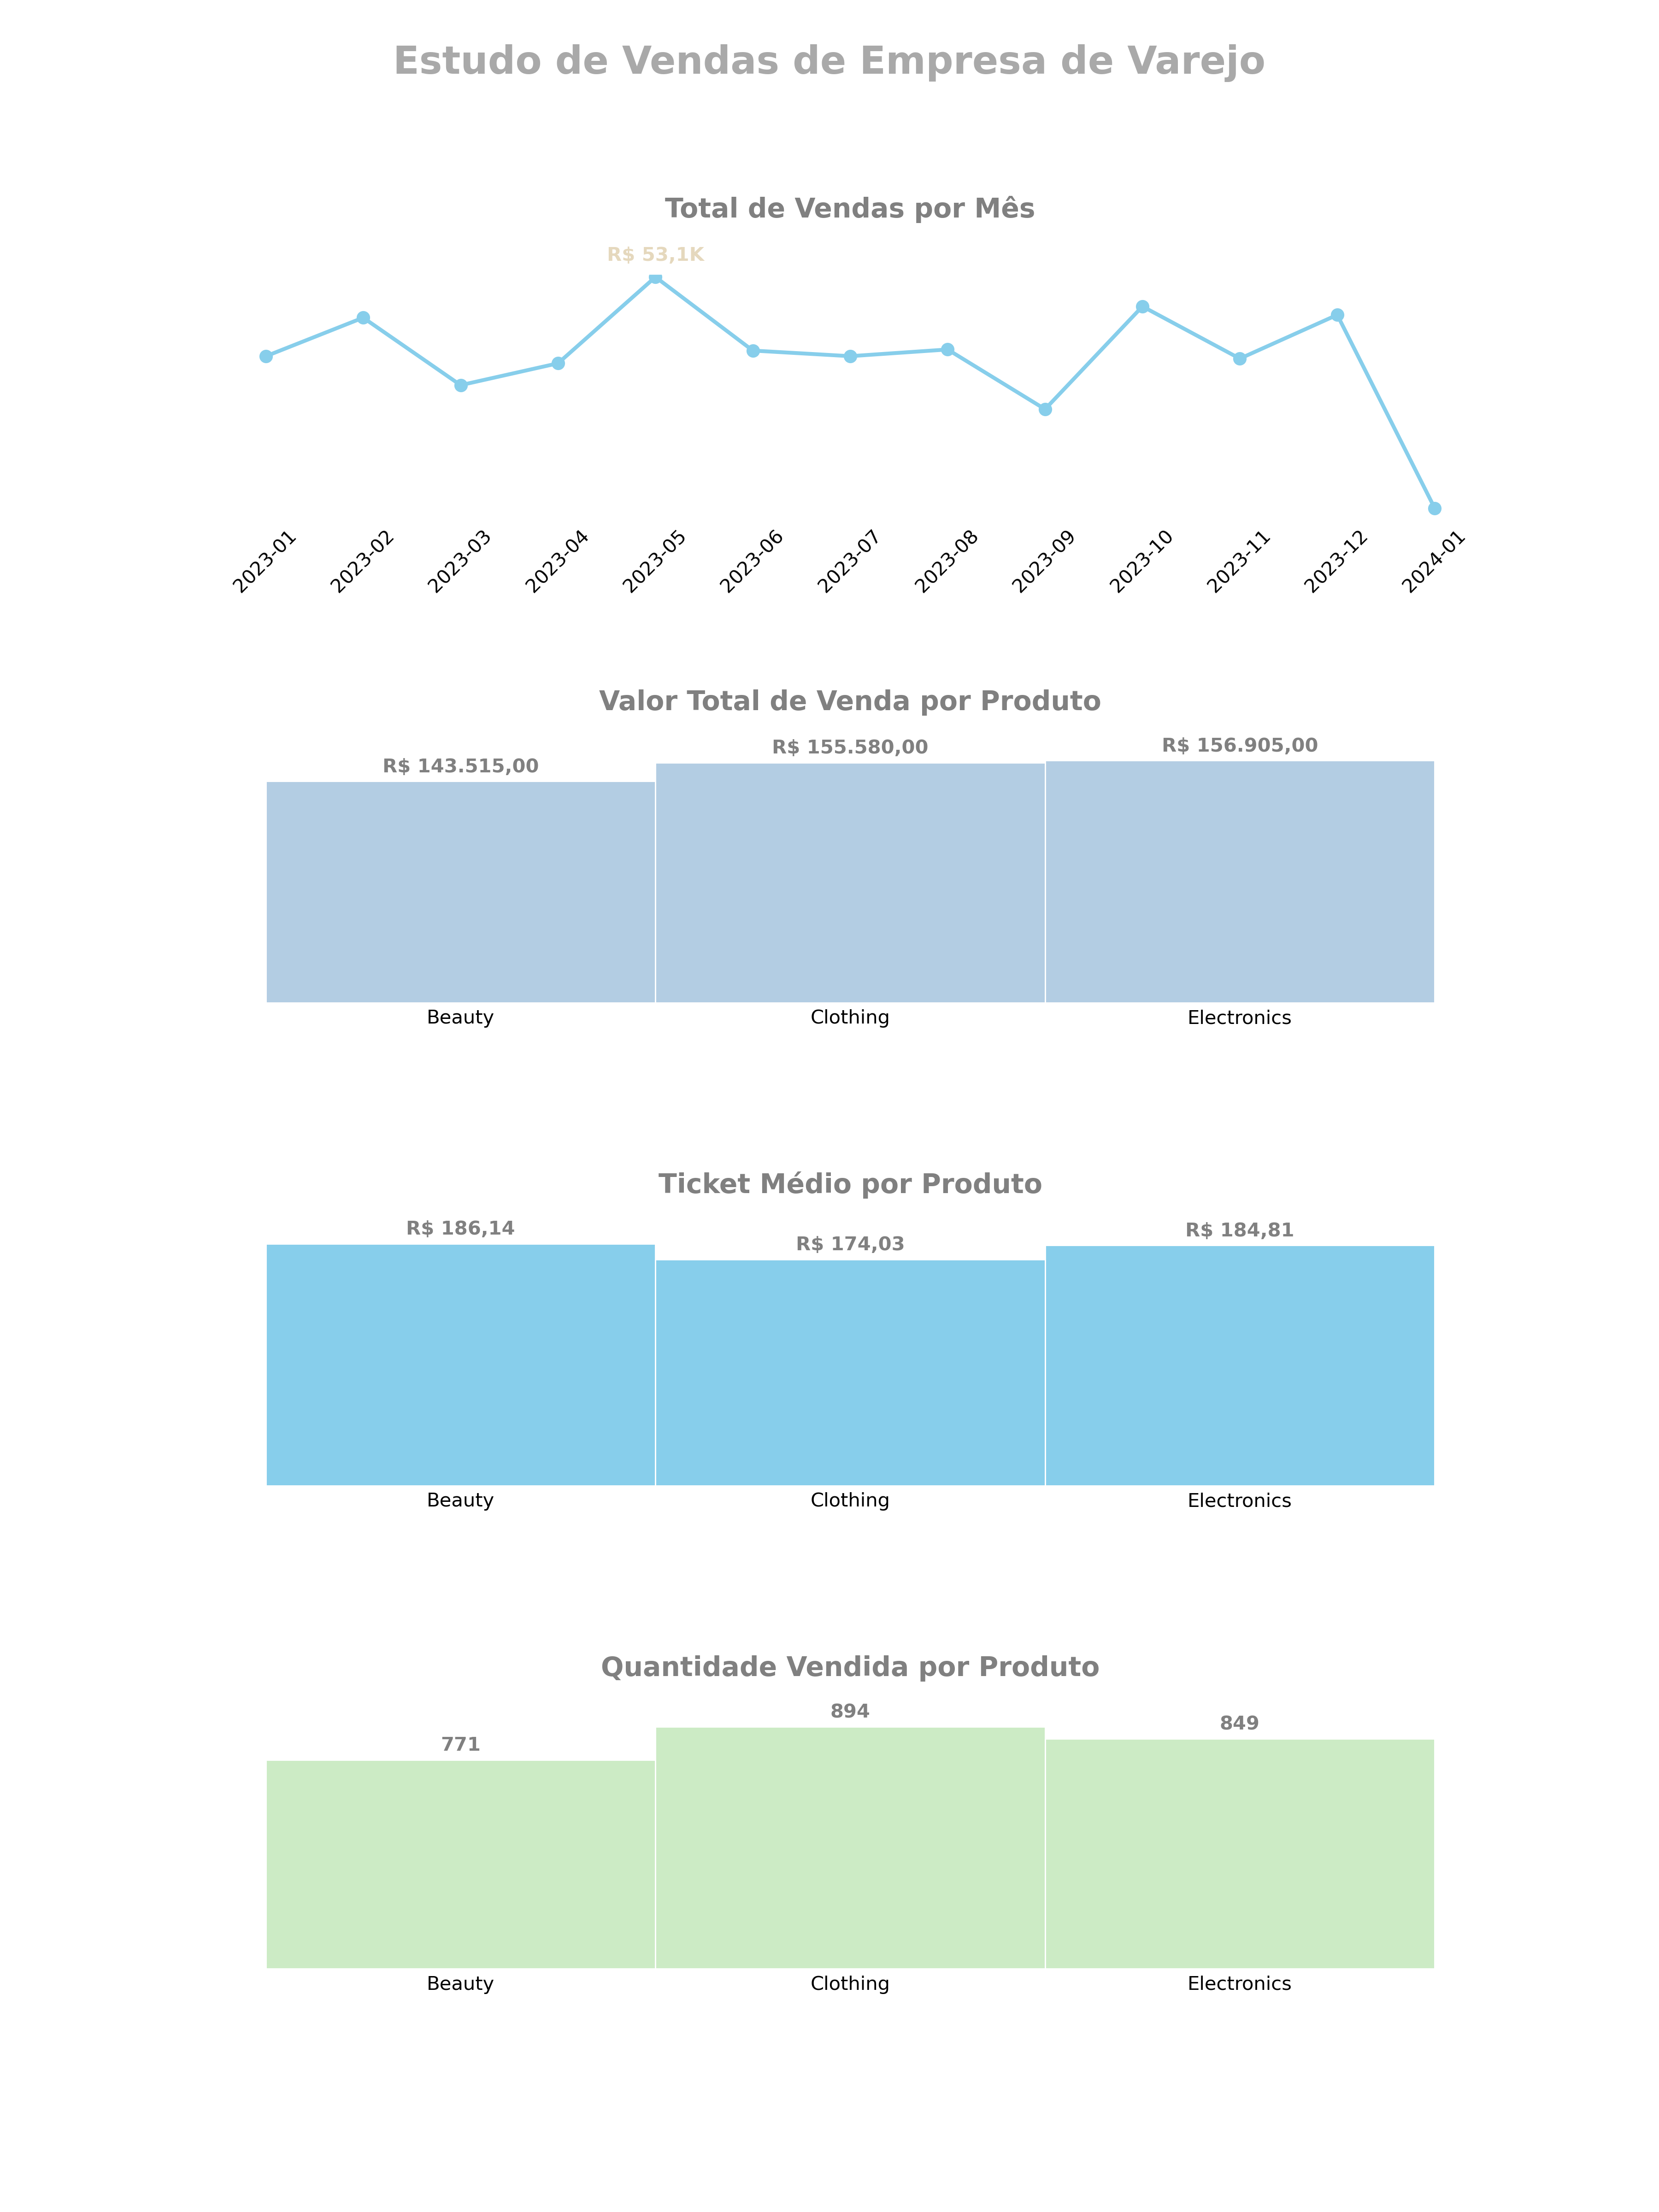 Estudo de Vendas de Empresa de Varejo
Total de Vendas por Mês
R$ 53,1K
2023-01 2023-02 2023-03 2023-04 2023-05 2023-06 2023-07 2023-08 2023-09 2023-10 2023-11 2023-12 2024-01
Valor Total de Venda por Produto
R$ 143.515,00 R$ 155.580,00 R$ 156.905,00
Beauty Clothing Electronics
Ticket Médio por Produto
R$ 186,14 R$ 174,03 R$ 184,81
Beauty Clothing Electronics
Quantidade Vendida por Produto
771 894 849
Beauty Clothing Electronics